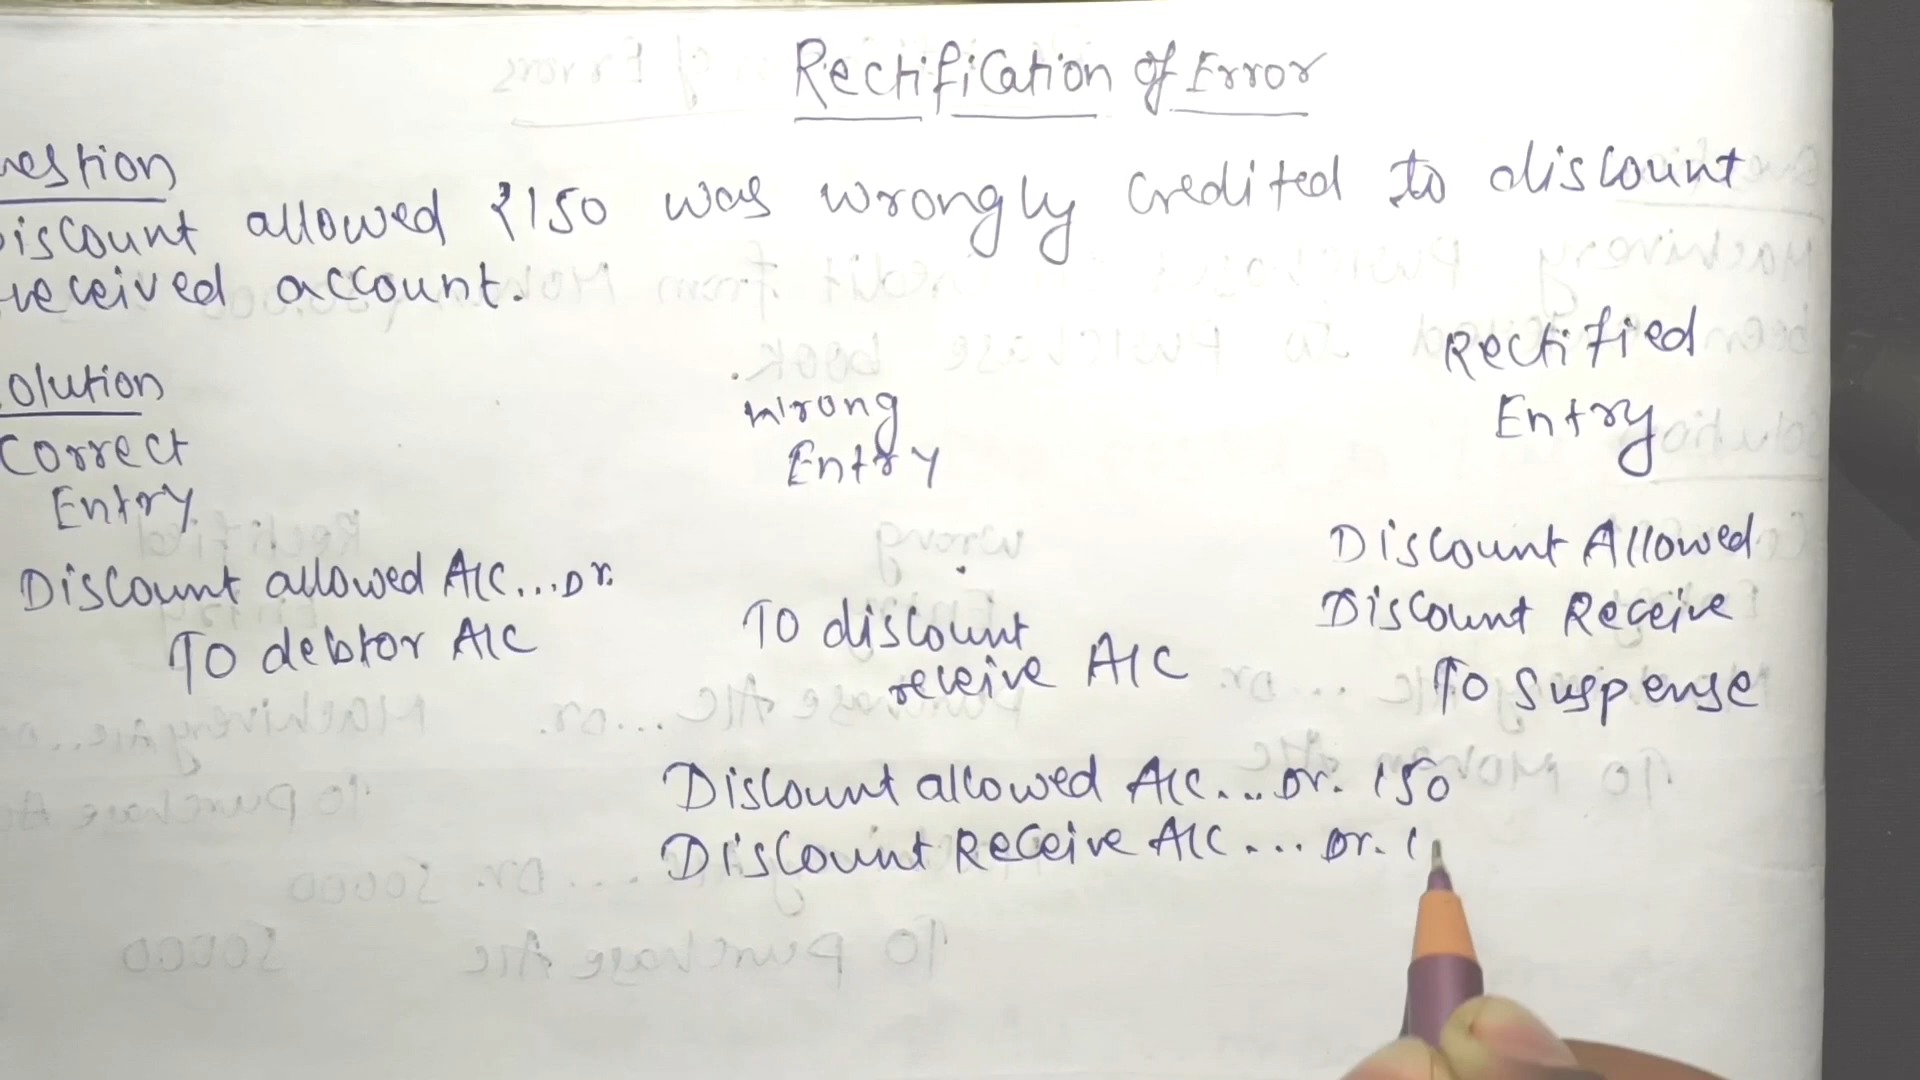 Rectification of Error
uestion
iscount allowed ₹150 was wrongly credited to discount
received account.
olution
Correct
Entry
Wrong
Entry
Rectified
Entry
Discount allowed A/C...Dr.
To debtor A/C
To discount
receive A/C
Discount Allowed
Discount Receive
To Suspense
Discount allowed A/C... Dr. 150
Discount Receive A/C... Dr. 1